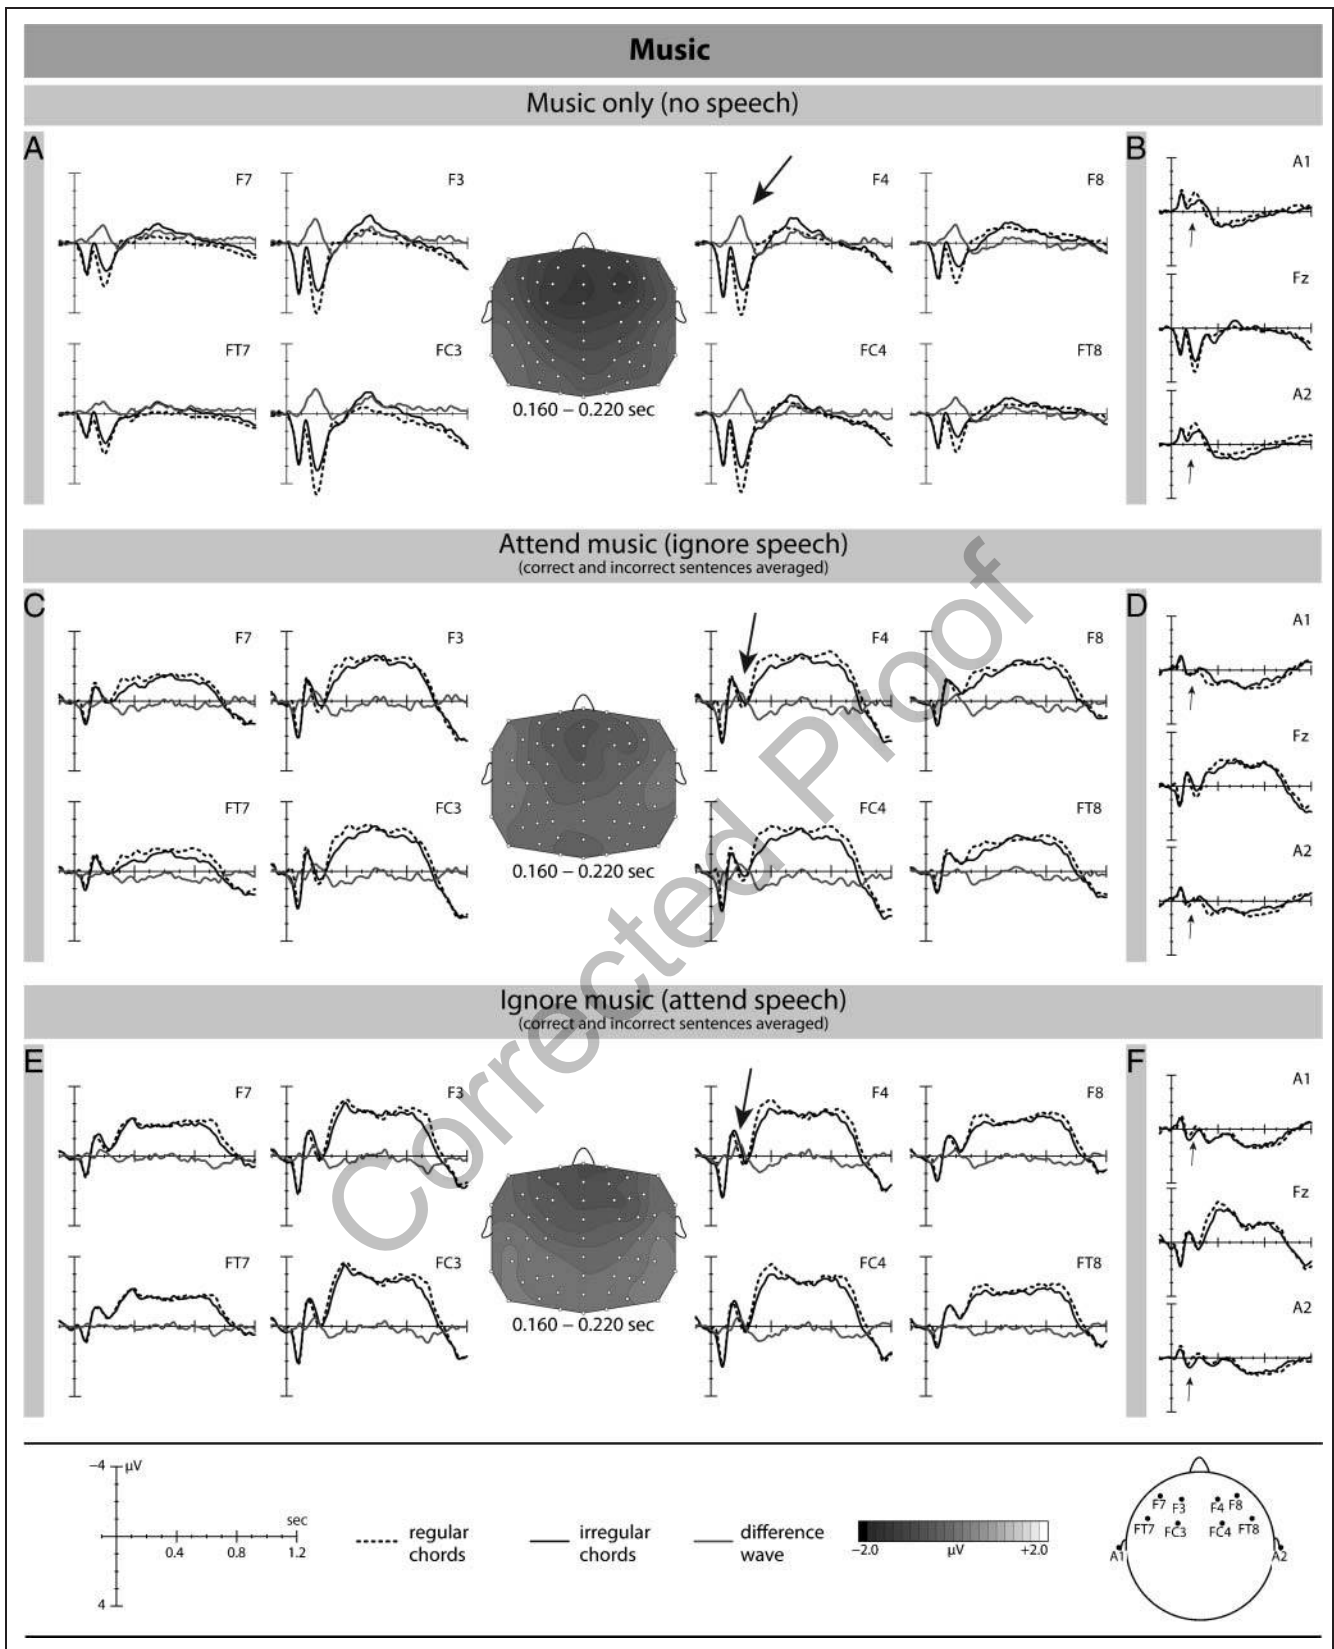 Music
Music only (no speech)
A
F7
F3
F4
F8
FT7
FC3
FC4
FT8
0.160 – 0.220 sec
B
A1
Fz
A2
Attend music (ignore speech)
(correct and incorrect sentences averaged)
C
F7
F3
F4
F8
FT7
FC3
FC4
FT8
0.160 – 0.220 sec
D
A1
Fz
A2
Ignore music (attend speech)
(correct and incorrect sentences averaged)
E
F7
F3
F4
F8
FT7
FC3
FC4
FT8
0.160 – 0.220 sec
F
A1
Fz
A2
Corrected Proof
−4 µV
sec
0.4 0.8 1.2
4
regular
chords
irregular
chords
difference
wave
−2.0 µV +2.0
F7 F3 F4 F8
FT7 FC3 FC4 FT8
A1 A2